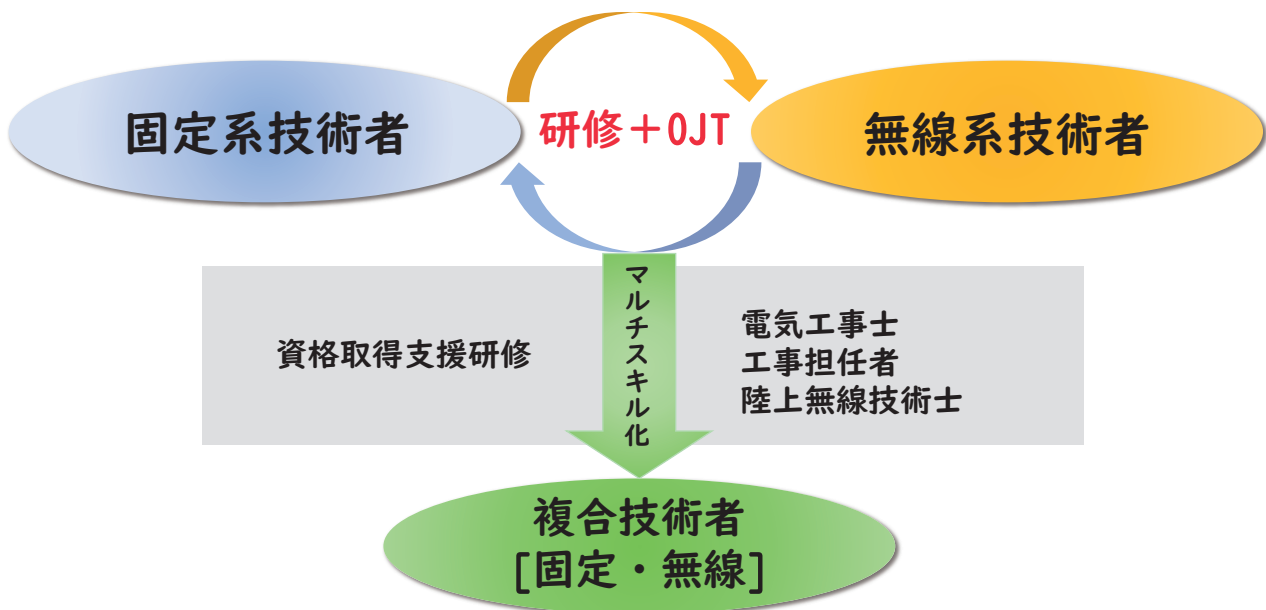 固定系技術者
研修+OJT
無線系技術者
マルチスキル化
資格取得支援研修
電気工事士
工事担任者
陸上無線技術士
複合技術者
[固定・無線]